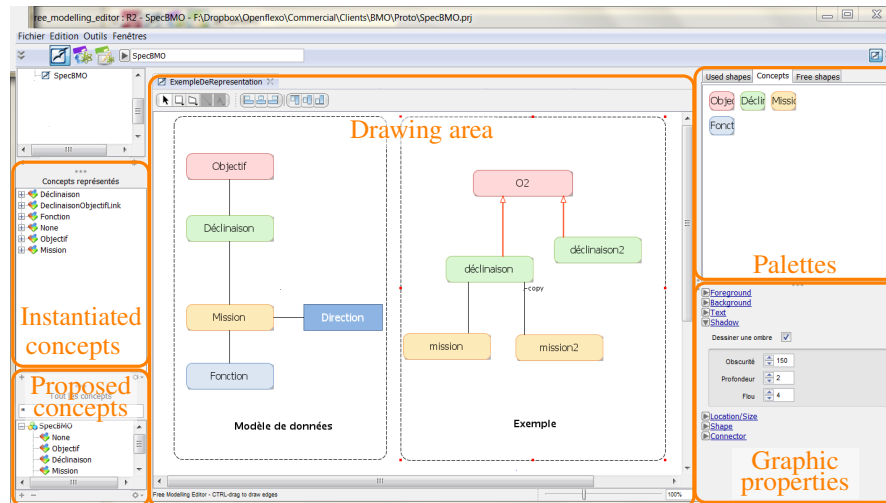 ree_modelling_editor : R2 - SpecBMO - F:\Dropbox\Openflexo\Commercial\Clients\BMO\Proto\SpecBMO.prj
Fichier Edition Outils Fenêtres
SpecBMO
SpecBMO
ExempleDeRepresentation
Used shapes Concepts Free shapes
Objec Déclir Missic
Fonct
Palettes
Drawing area
Concepts représentés
Déclinaison
DeclinaisonObjectifLink
Fonction
None
Objectif
Mission
Instantiated
concepts
Proposed
Tout les concepts
concepts
*
SpecBMO
None
Objectif
Déclinaison
Mission
Objectif
Déclinaison
Mission
Direction
Fonction
Modèle de données
O2
déclinaison2
déclinaison
copy
mission
mission2
Exemple
Foreground
Background
Text
Shadow
Dessiner une ombre
Obscurité 150
Profondeur 2
Flou 4
Location/Size
Shape
Connector
Graphic
properties
Free Modelling Editor - CTRL-drag to draw edges
100%